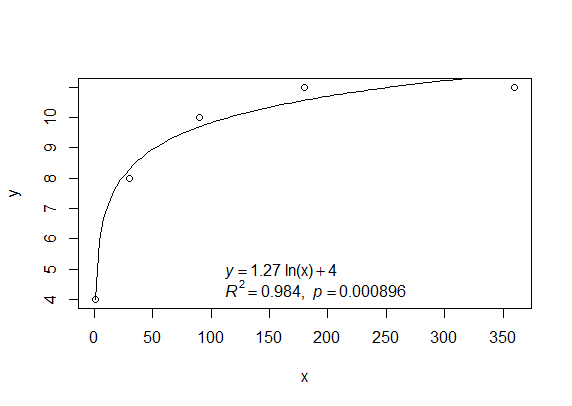 10
9
8
7
6
5
4
y
y = 1.27 ln(x) + 4
R² = 0.984, p = 0.000896
0 50 100 150 200 250 300 350
x